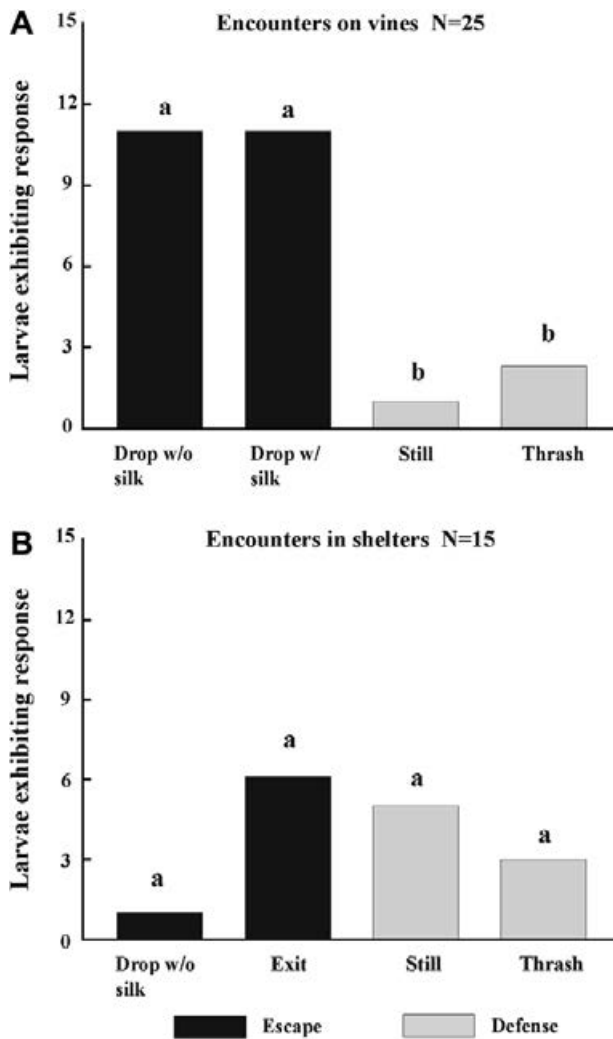 A
Encounters on vines N=25
Larvae exhibiting response
15
12
9
6
3
0
a
a
b
b
Drop w/o
silk
Drop w/
silk
Still
Thrash
B
Encounters in shelters N=15
Larvae exhibiting response
15
12
9
6
3
0
a
a
a
a
Drop w/o
silk
Exit
Still
Thrash
Escape
Defense